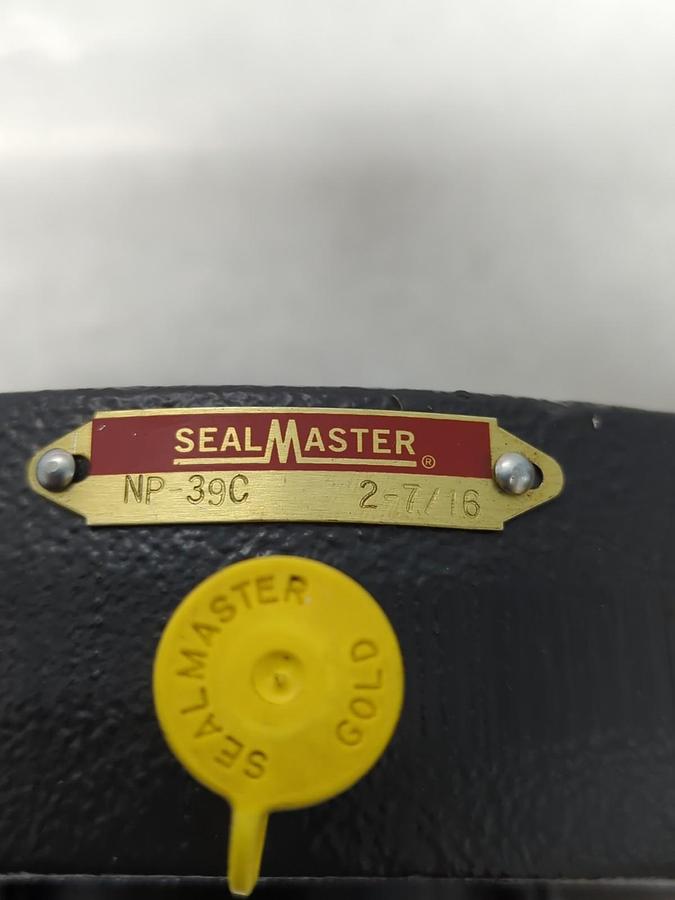 SEALMASTER ®
NP-39C 2-7/16
SEALMASTER
GOLD